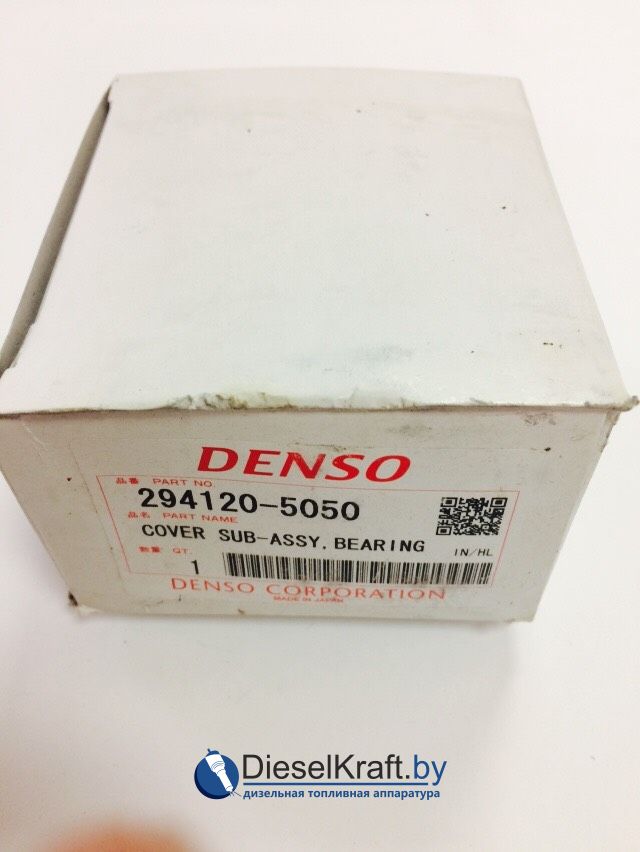 DENSO
品番 PART NO.
294120-5050
品名 PART NAME
COVER SUB-ASSY,BEARING IN/HL
数量 QT.
1
DENSO CORPORATION
MADE IN JAPAN
DieselKraft.by
дизельная топливная аппаратура